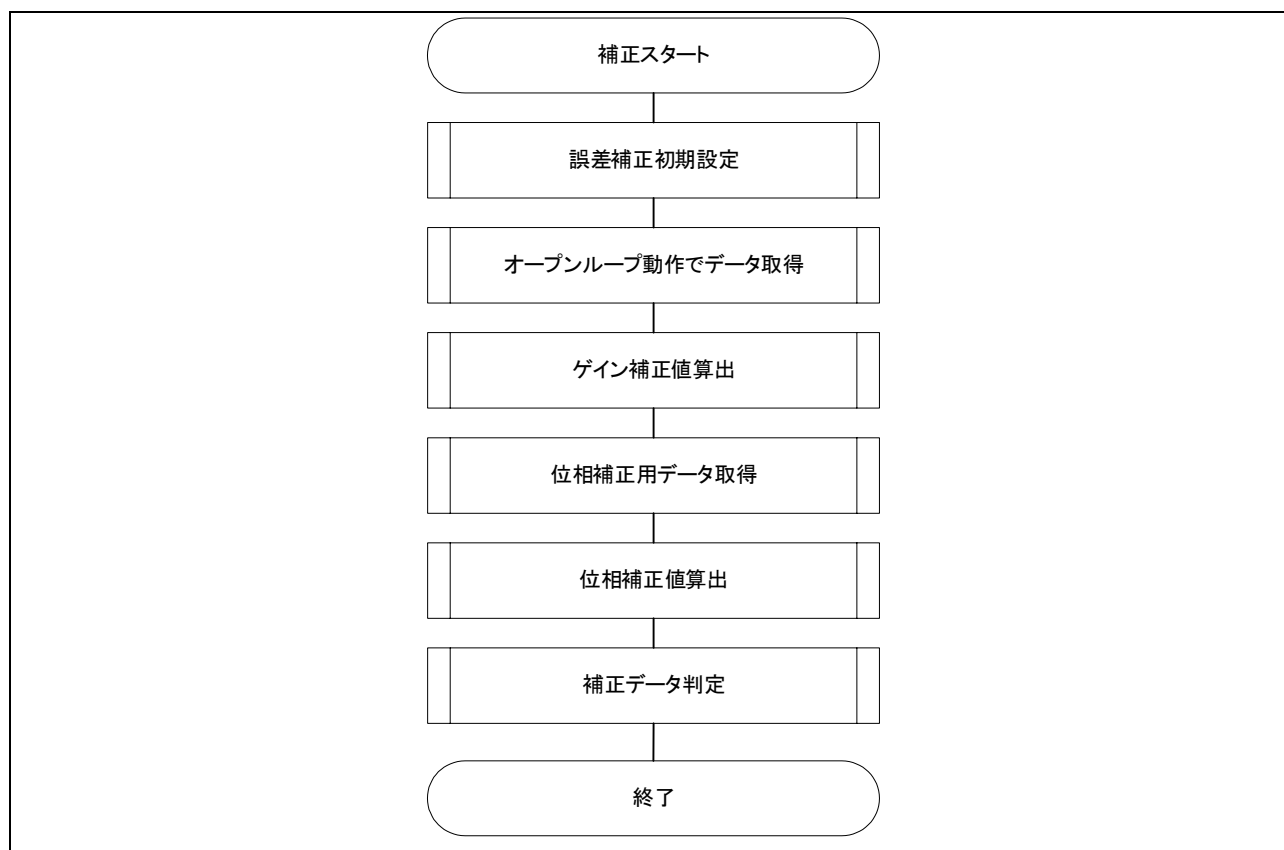 補正スタート
誤差補正初期設定
オープンループ動作でデータ取得
ゲイン補正値算出
位相補正用データ取得
位相補正値算出
補正データ判定
終了